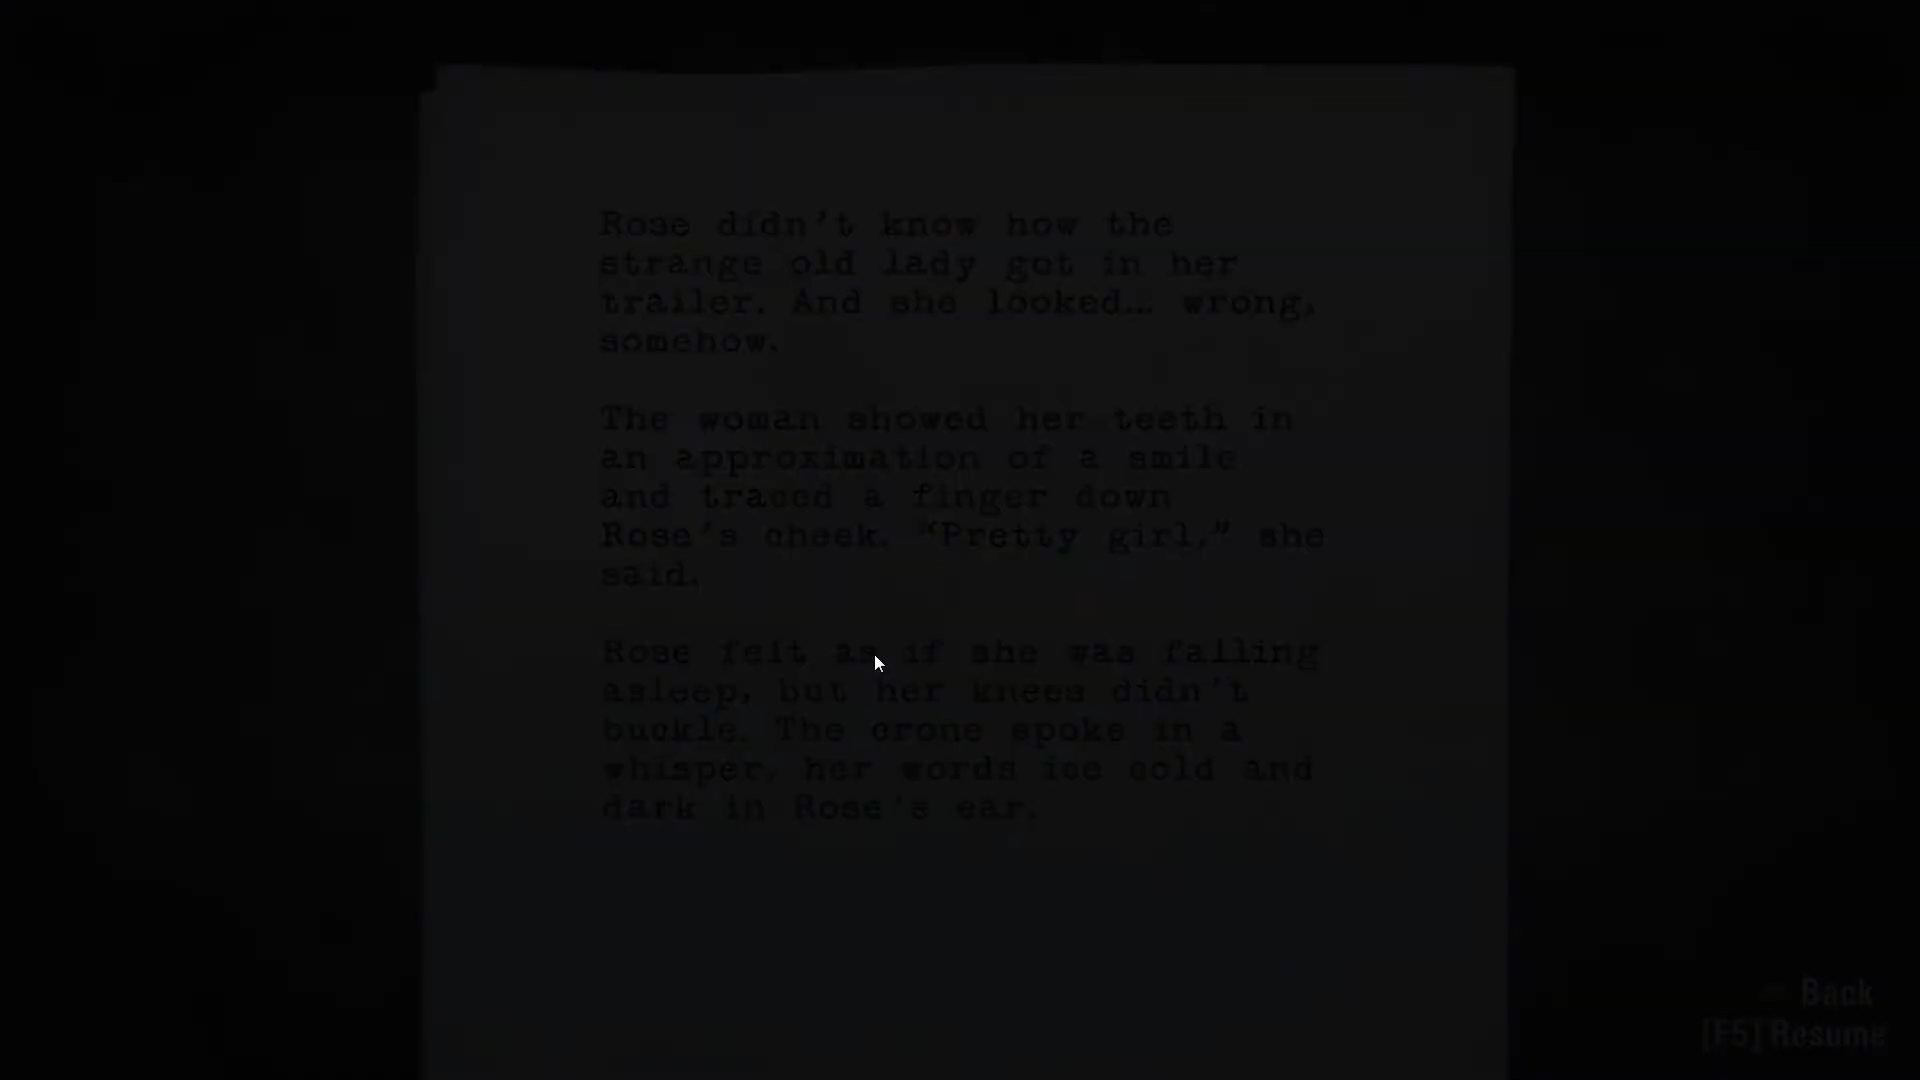 Rose didn't know how the
strange old lady got in her
trailer. And she looked… wrong,
somehow.
The woman showed her teeth in
an approximation of a smile
and traced a finger down
Rose's cheek. “Pretty girl,” she
said.
Rose felt as if she was falling
asleep, but her knees didn't
buckle. The crone spoke in a
whisper, her words ice cold and
dark in Rose's ear.
Back
[F5] Resume